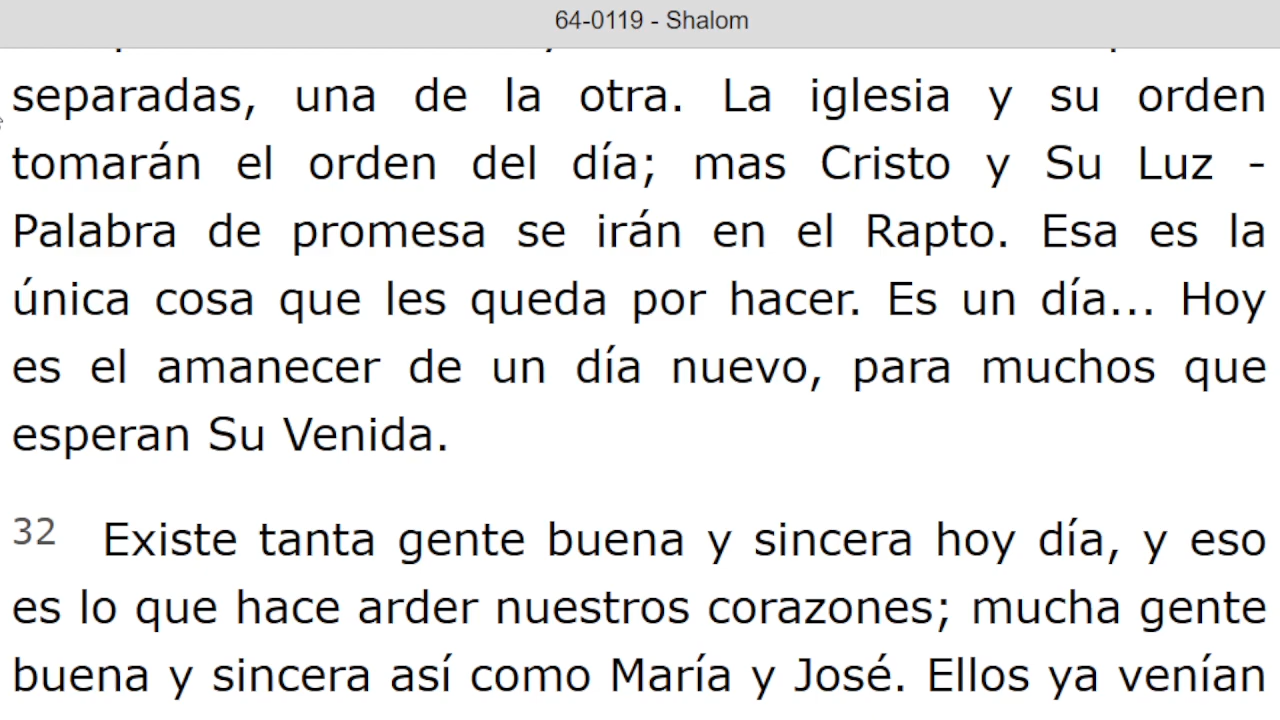 64-0119 - Shalom
separadas, una de la otra. La iglesia y su orden
tomarán el orden del día; mas Cristo y Su Luz -
Palabra de promesa se irán en el Rapto. Esa es la
única cosa que les queda por hacer. Es un día... Hoy
es el amanecer de un día nuevo, para muchos que
esperan Su Venida.
32 Existe tanta gente buena y sincera hoy día, y eso
es lo que hace arder nuestros corazones; mucha gente
buena y sincera así como María y José. Ellos ya venían